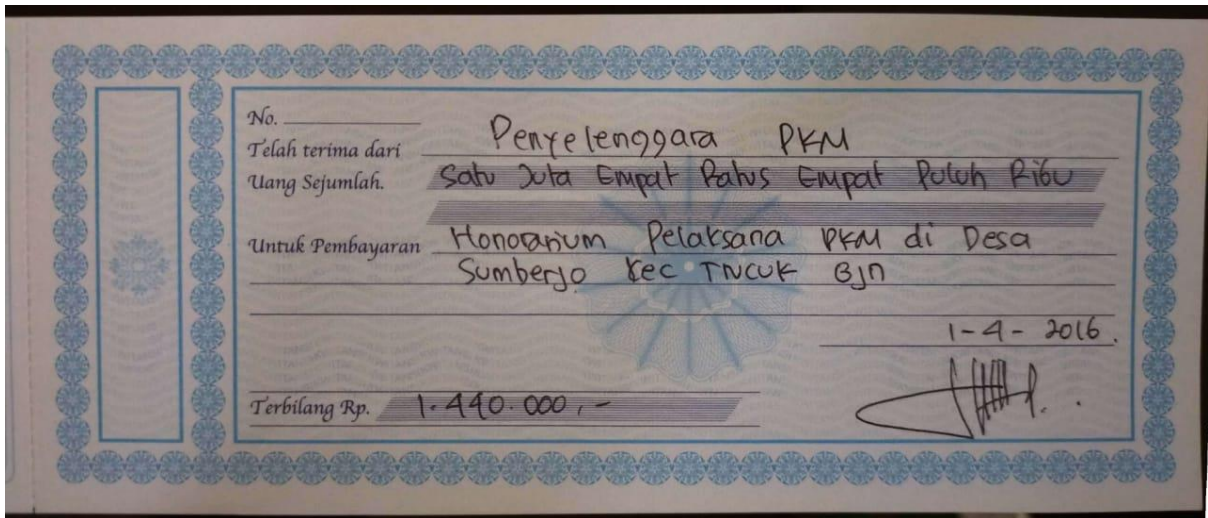 No.
Telah terima dari Penyelenggara PKM
Uang Sejumlah. Satu Juta Empat Ratus Empat Puluh Ribu
Untuk Pembayaran Honorarium Pelaksana PKM di Desa
Sumberjo Kec TNCUK Bjn
1-4-2016.
Terbilang Rp. 1.440.000,-